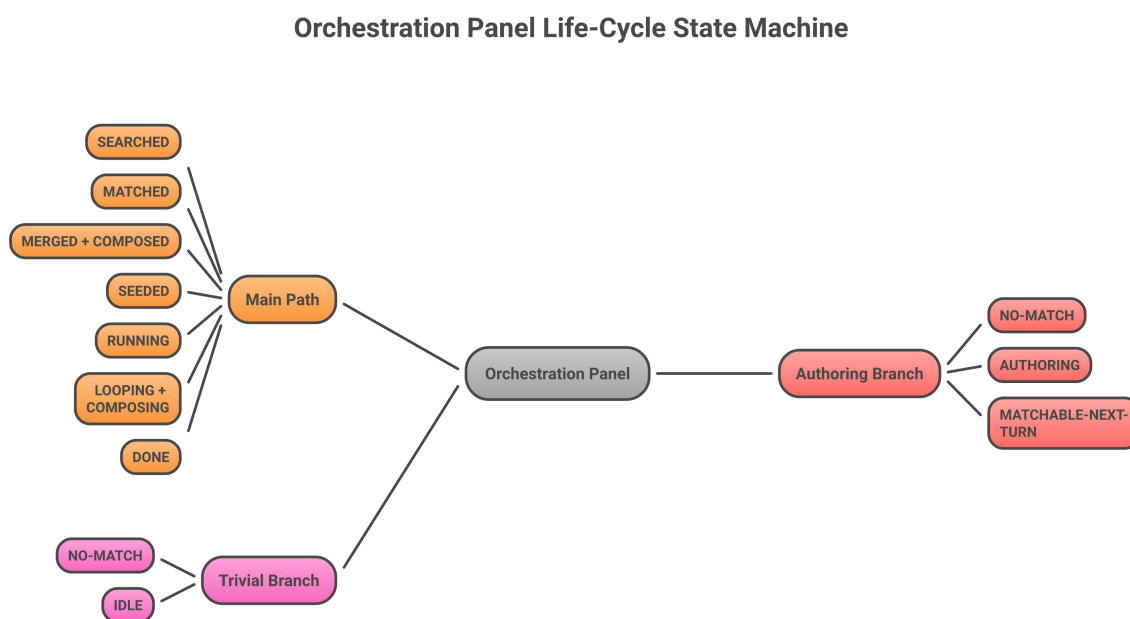 Orchestration Panel Life-Cycle State Machine
SEARCHED
MATCHED
MERGED + COMPOSED
SEEDED
RUNNING
LOOPING +
COMPOSING
DONE
Main Path
NO-MATCH
IDLE
Trivial Branch
Orchestration Panel
Authoring Branch
NO-MATCH
AUTHORING
MATCHABLE-NEXT-
TURN